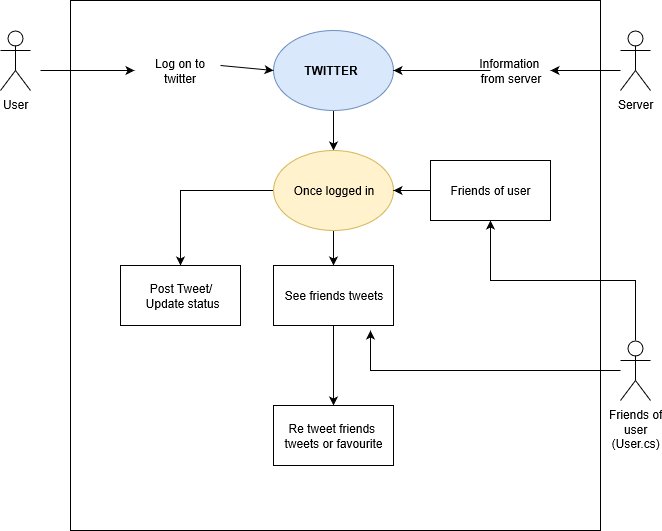 User
Log on to
twitter
TWITTER
Information
from server
Server
Once logged in
Friends of user
Post Tweet/
Update status
See friends tweets
Re tweet friends
tweets or favourite
Friends of
user
(User.cs)